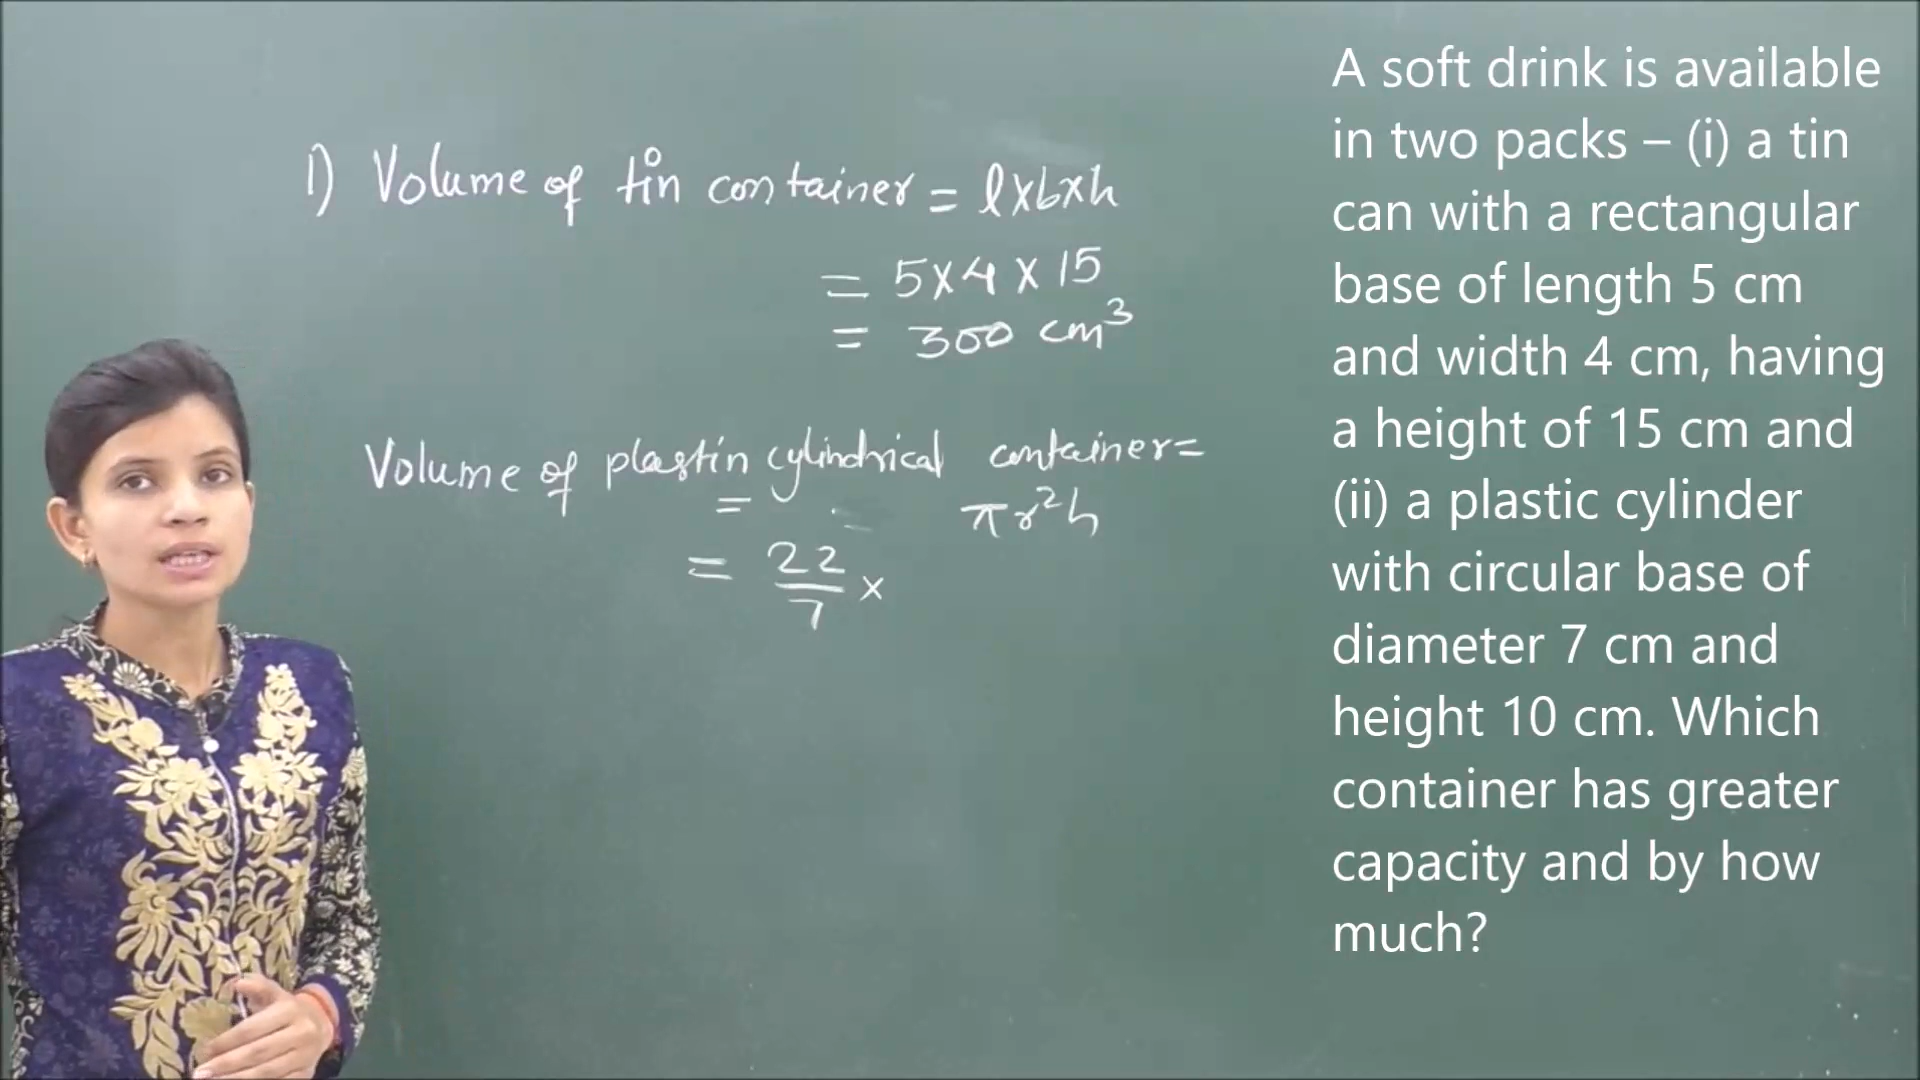 1) Volume of tin container = l×b×h
= 5×4×15
= 300 cm³
Volume of plastin cylindrical container=
= = πr²h
= 22/7 ×
A soft drink is available
in two packs – (i) a tin
can with a rectangular
base of length 5 cm
and width 4 cm, having
a height of 15 cm and
(ii) a plastic cylinder
with circular base of
diameter 7 cm and
height 10 cm. Which
container has greater
capacity and by how
much?